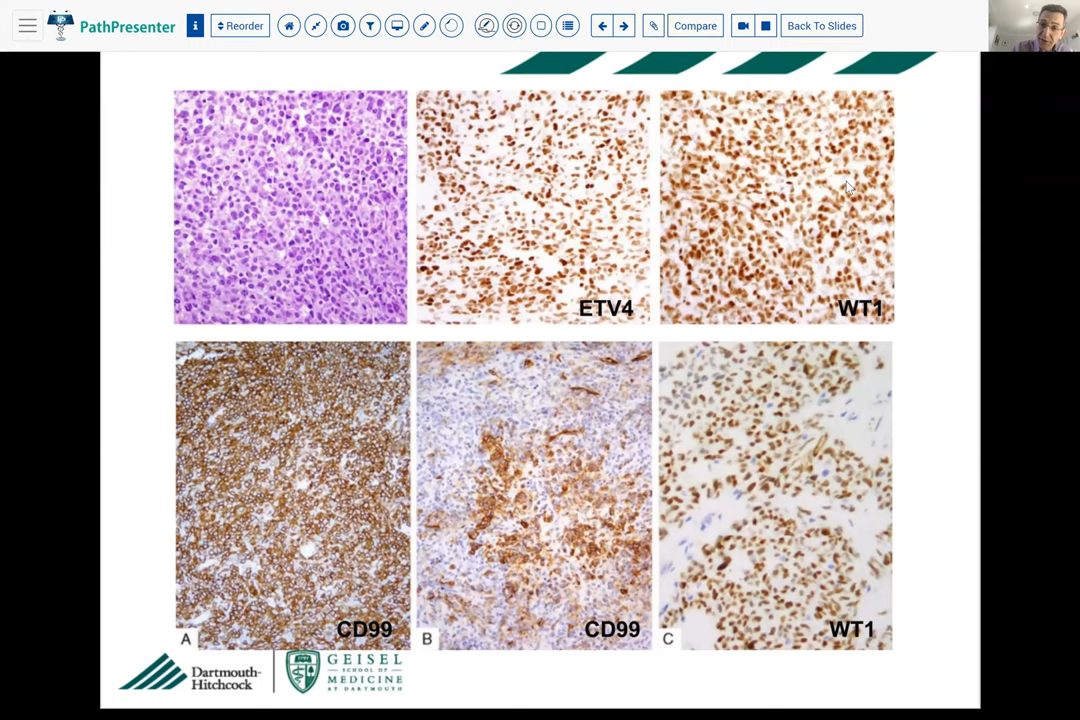 PathPresenter
i
Reorder
Compare
Back To Slides
ETV4
WT1
A
CD99
B
CD99
C
WT1
Dartmouth-
Hitchcock
GEISEL
SCHOOL OF
MEDICINE
AT DARTMOUTH